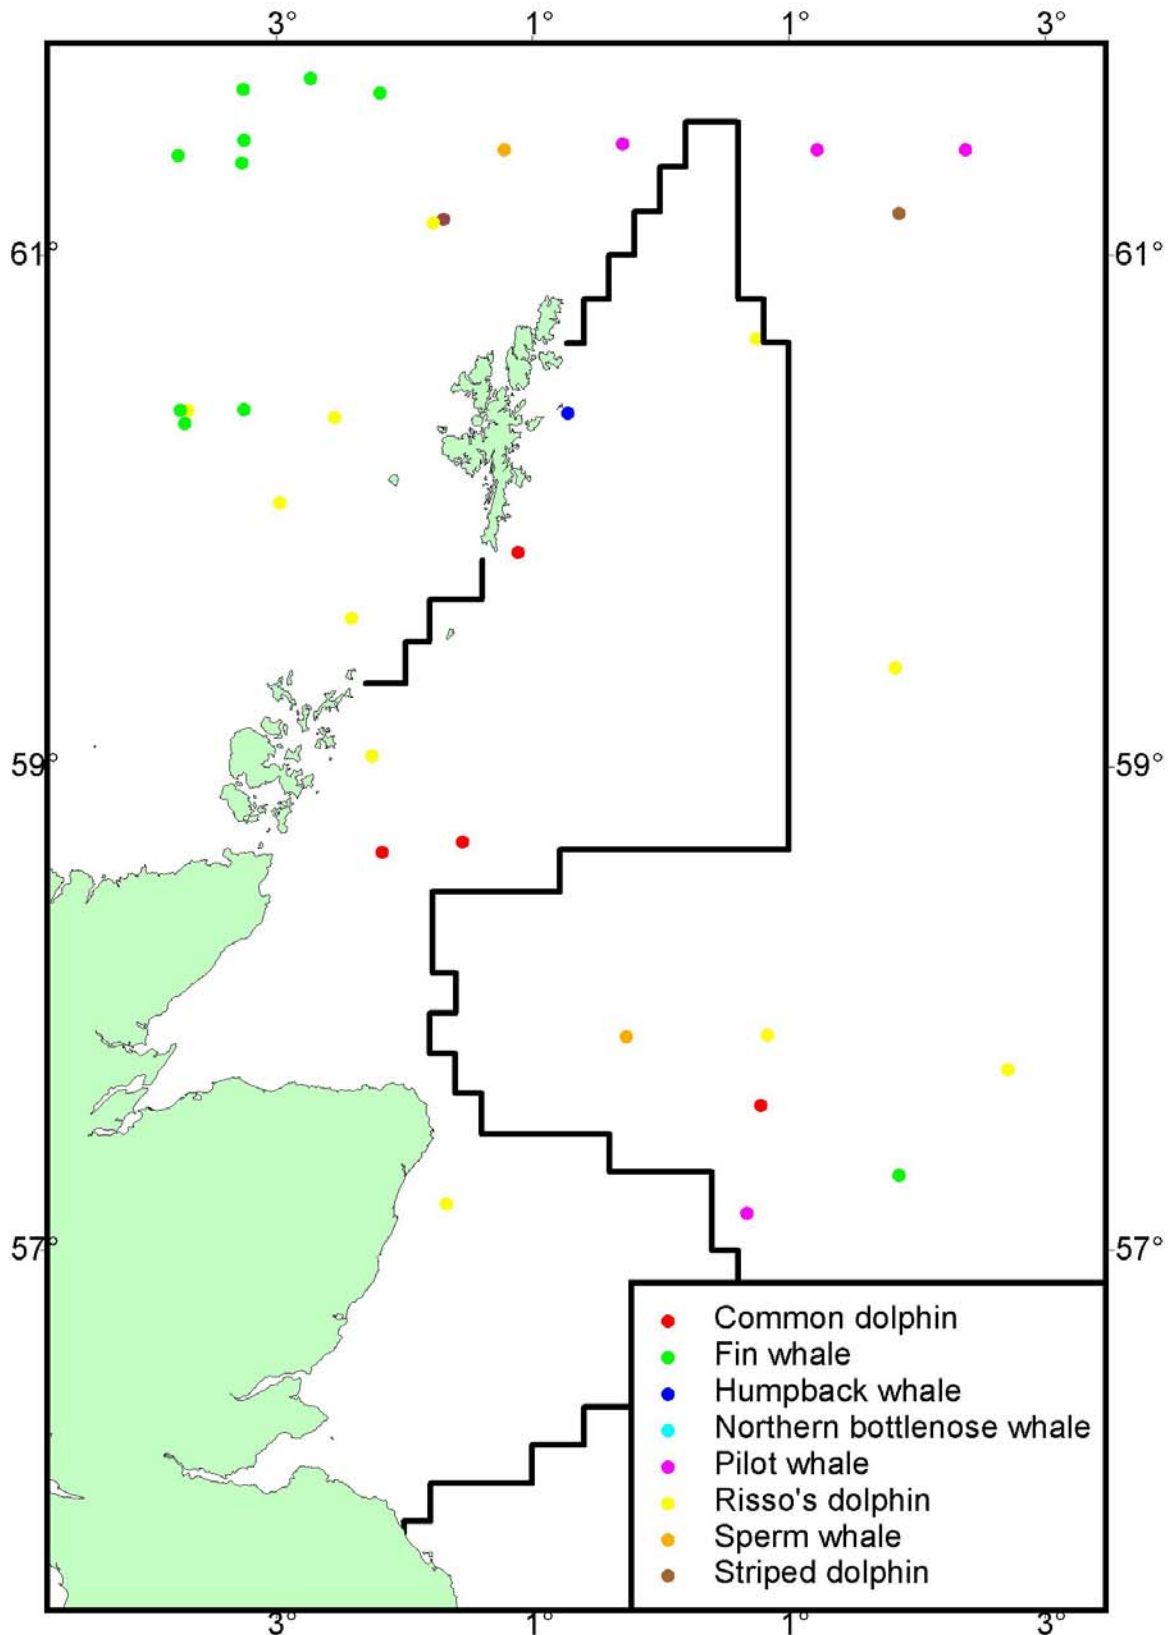 3° 1° 1° 3°
61° 61°
59° 59°
57° 57°
Common dolphin
Fin whale
Humpback whale
Northern bottlenose whale
Pilot whale
Risso's dolphin
Sperm whale
Striped dolphin
3° 1° 1° 3°